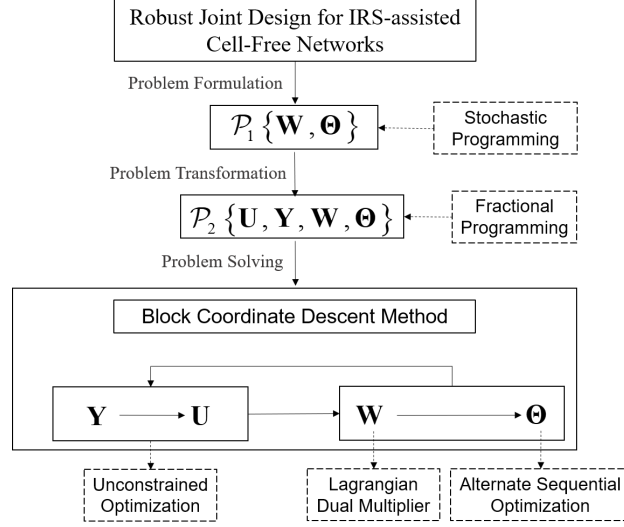 Robust Joint Design for IRS-assisted
Cell-Free Networks
Problem Formulation
𝒫₁ {𝐖, 𝚯}
Stochastic
Programming
Problem Transformation
𝒫₂ {𝐔, 𝐘, 𝐖, 𝚯}
Fractional
Programming
Problem Solving
Block Coordinate Descent Method
𝐘 𝐔 𝐖 𝚯
Unconstrained
Optimization
Lagrangian
Dual Multiplier
Alternate Sequential
Optimization